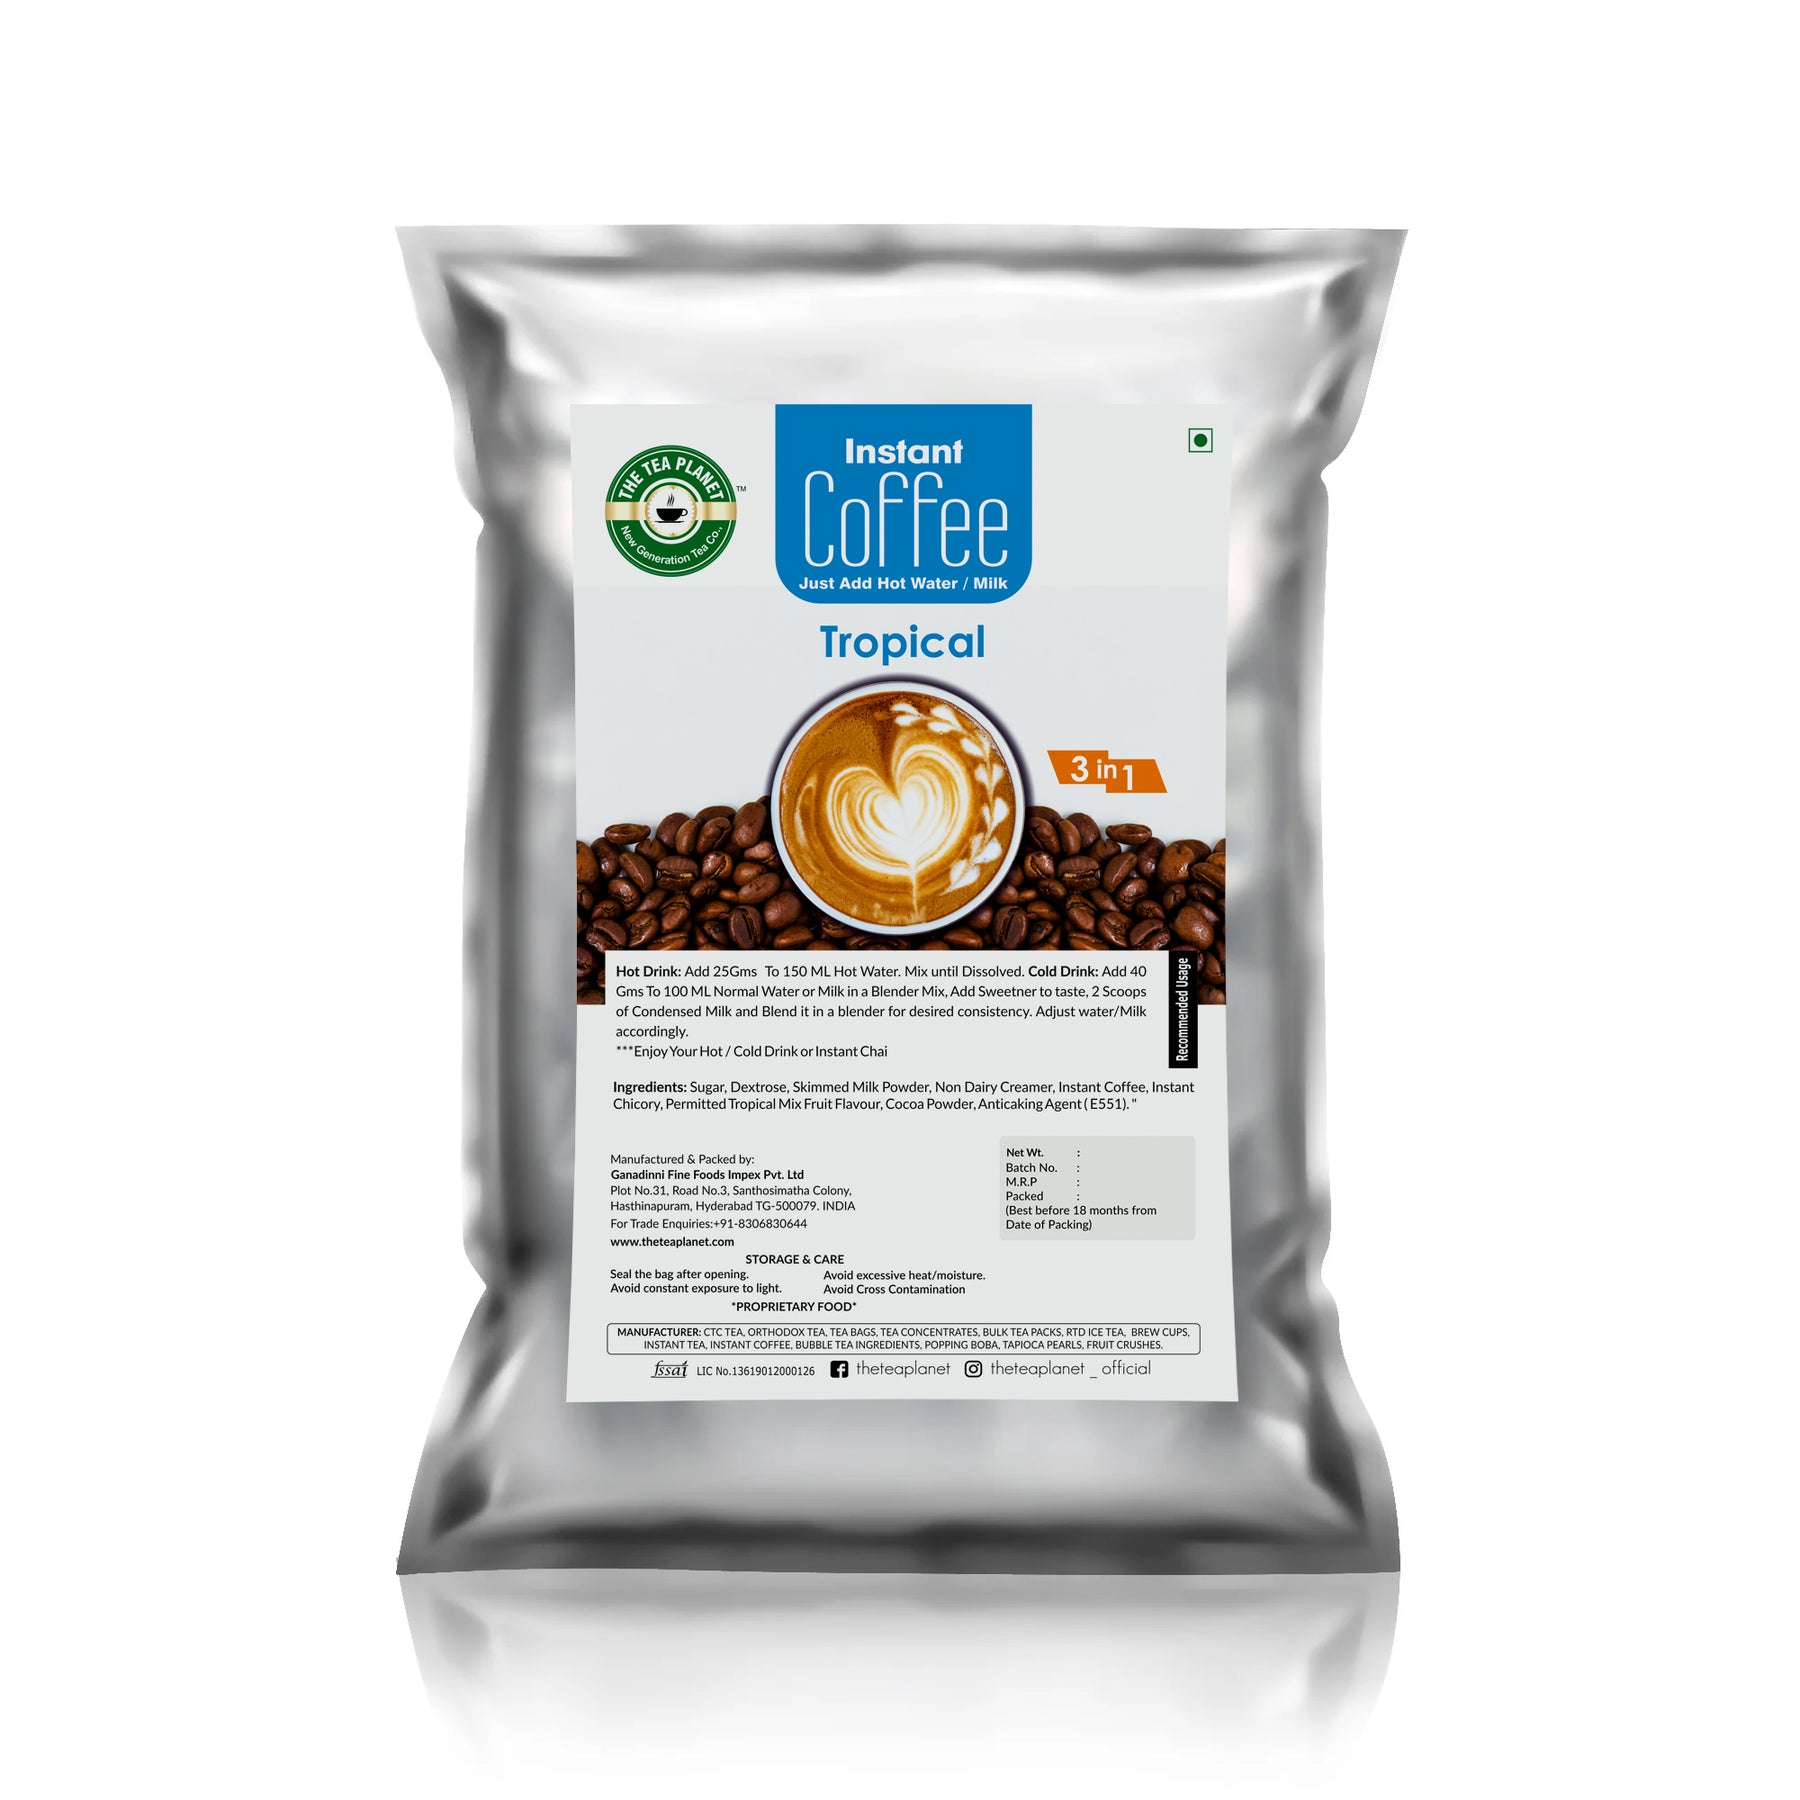 THE TEA PLANET
New Generation Tea Co.,
TM
Instant
Coffee
Just Add Hot Water / Milk
Tropical
3 in 1
Hot Drink: Add 25Gms To 150 ML Hot Water. Mix until Dissolved. Cold Drink: Add 40
Gms To 100 ML Normal Water or Milk in a Blender Mix, Add Sweetner to taste, 2 Scoops
of Condensed Milk and Blend it in a blender for desired consistency. Adjust water/Milk
accordingly.
***Enjoy Your Hot / Cold Drink or Instant Chai
Recommended Usage
Ingredients: Sugar, Dextrose, Skimmed Milk Powder, Non Dairy Creamer, Instant Coffee, Instant
Chicory, Permitted Tropical Mix Fruit Flavour, Cocoa Powder, Anticaking Agent ( E551). "
Manufactured & Packed by:
Ganadinni Fine Foods Impex Pvt. Ltd
Plot No.31, Road No.3, Santhosimatha Colony,
Hasthinapuram, Hyderabad TG-500079. INDIA
For Trade Enquiries:+91-8306830644
www.theteaplanet.com
Net Wt. :
Batch No. :
M.R.P :
Packed :
(Best before 18 months from
Date of Packing)
STORAGE & CARE
Seal the bag after opening. Avoid excessive heat/moisture.
Avoid constant exposure to light. Avoid Cross Contamination
*PROPRIETARY FOOD*
MANUFACTURER: CTC TEA, ORTHODOX TEA, TEA BAGS, TEA CONCENTRATES, BULK TEA PACKS, RTD ICE TEA, BREW CUPS,
INSTANT TEA, INSTANT COFFEE, BUBBLE TEA INGREDIENTS, POPPING BOBA, TAPIOCA PEARLS, FRUIT CRUSHES.
fssai LIC No.13619012000126 theteaplanet theteaplanet _ official